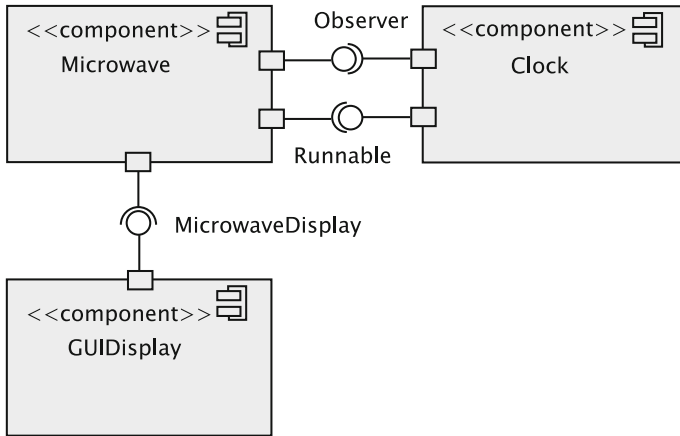 <<component>>
Microwave
Observer
<<component>>
Clock
Runnable
MicrowaveDisplay
<<component>>
GUIDisplay